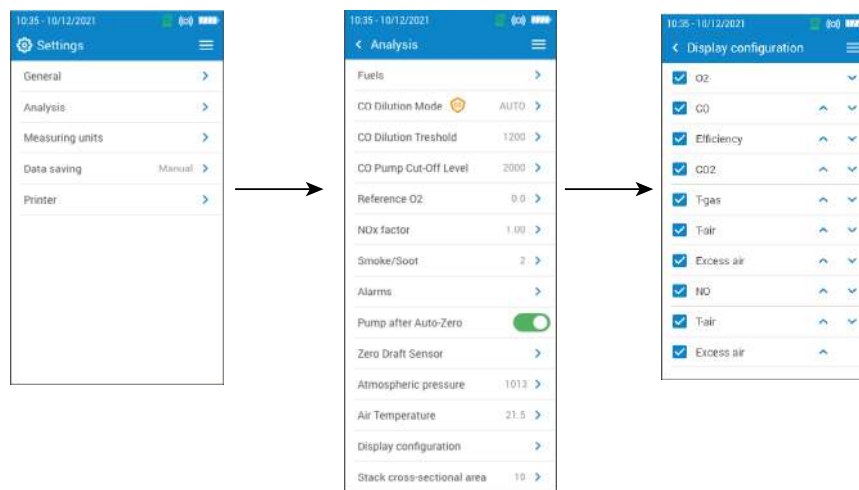 10:35 - 10/12/2021
Settings
General
Analysis
Measuring units
Data saving Manual
Printer
10:35 - 10/12/2021
Analysis
Fuels
CO Dilution Mode AUTO
CO Dilution Treshold 1200
CO Pump Cut-Off Level 2000
Reference O2 0.0
NOx factor 1.00
Smoke/Soot 2
Alarms
Pump after Auto-Zero
Zero Draft Sensor
Atmospheric pressure 1013
Air Temperature 21.5
Display configuration
Stack cross-sectional area 10
10:35 - 10/12/2021
Display configuration
O2
CO
Efficiency
CO2
T-gas
T-air
Excess air
NO
T-air
Excess air